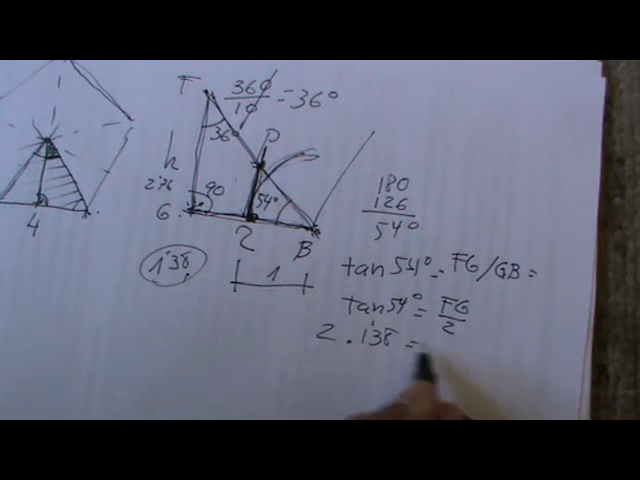 F
360/10 = 36°
36°
P
h
2'76
90
54°
G
2
B
4
1'38
1
180
126
54°
tan 54° = FG/GB =
tan 54° = FG/2
2 . 1'38 =